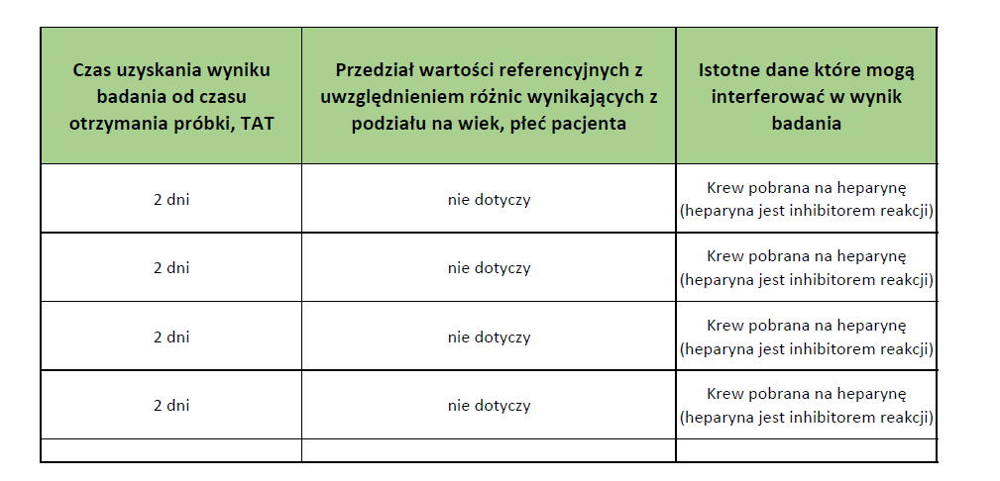 Czas uzyskania wyniku
badania od czasu
otrzymania próbki, TAT
Przedział wartości referencyjnych z
uwzględnieniem różnic wynikających z
podziału na wiek, płeć pacjenta
Istotne dane które mogą
interferować w wynik
badania
2 dni
nie dotyczy
Krew pobrana na heparynę
(heparyna jest inhibitorem reakcji)
2 dni
nie dotyczy
Krew pobrana na heparynę
(heparyna jest inhibitorem reakcji)
2 dni
nie dotyczy
Krew pobrana na heparynę
(heparyna jest inhibitorem reakcji)
2 dni
nie dotyczy
Krew pobrana na heparynę
(heparyna jest inhibitorem reakcji)